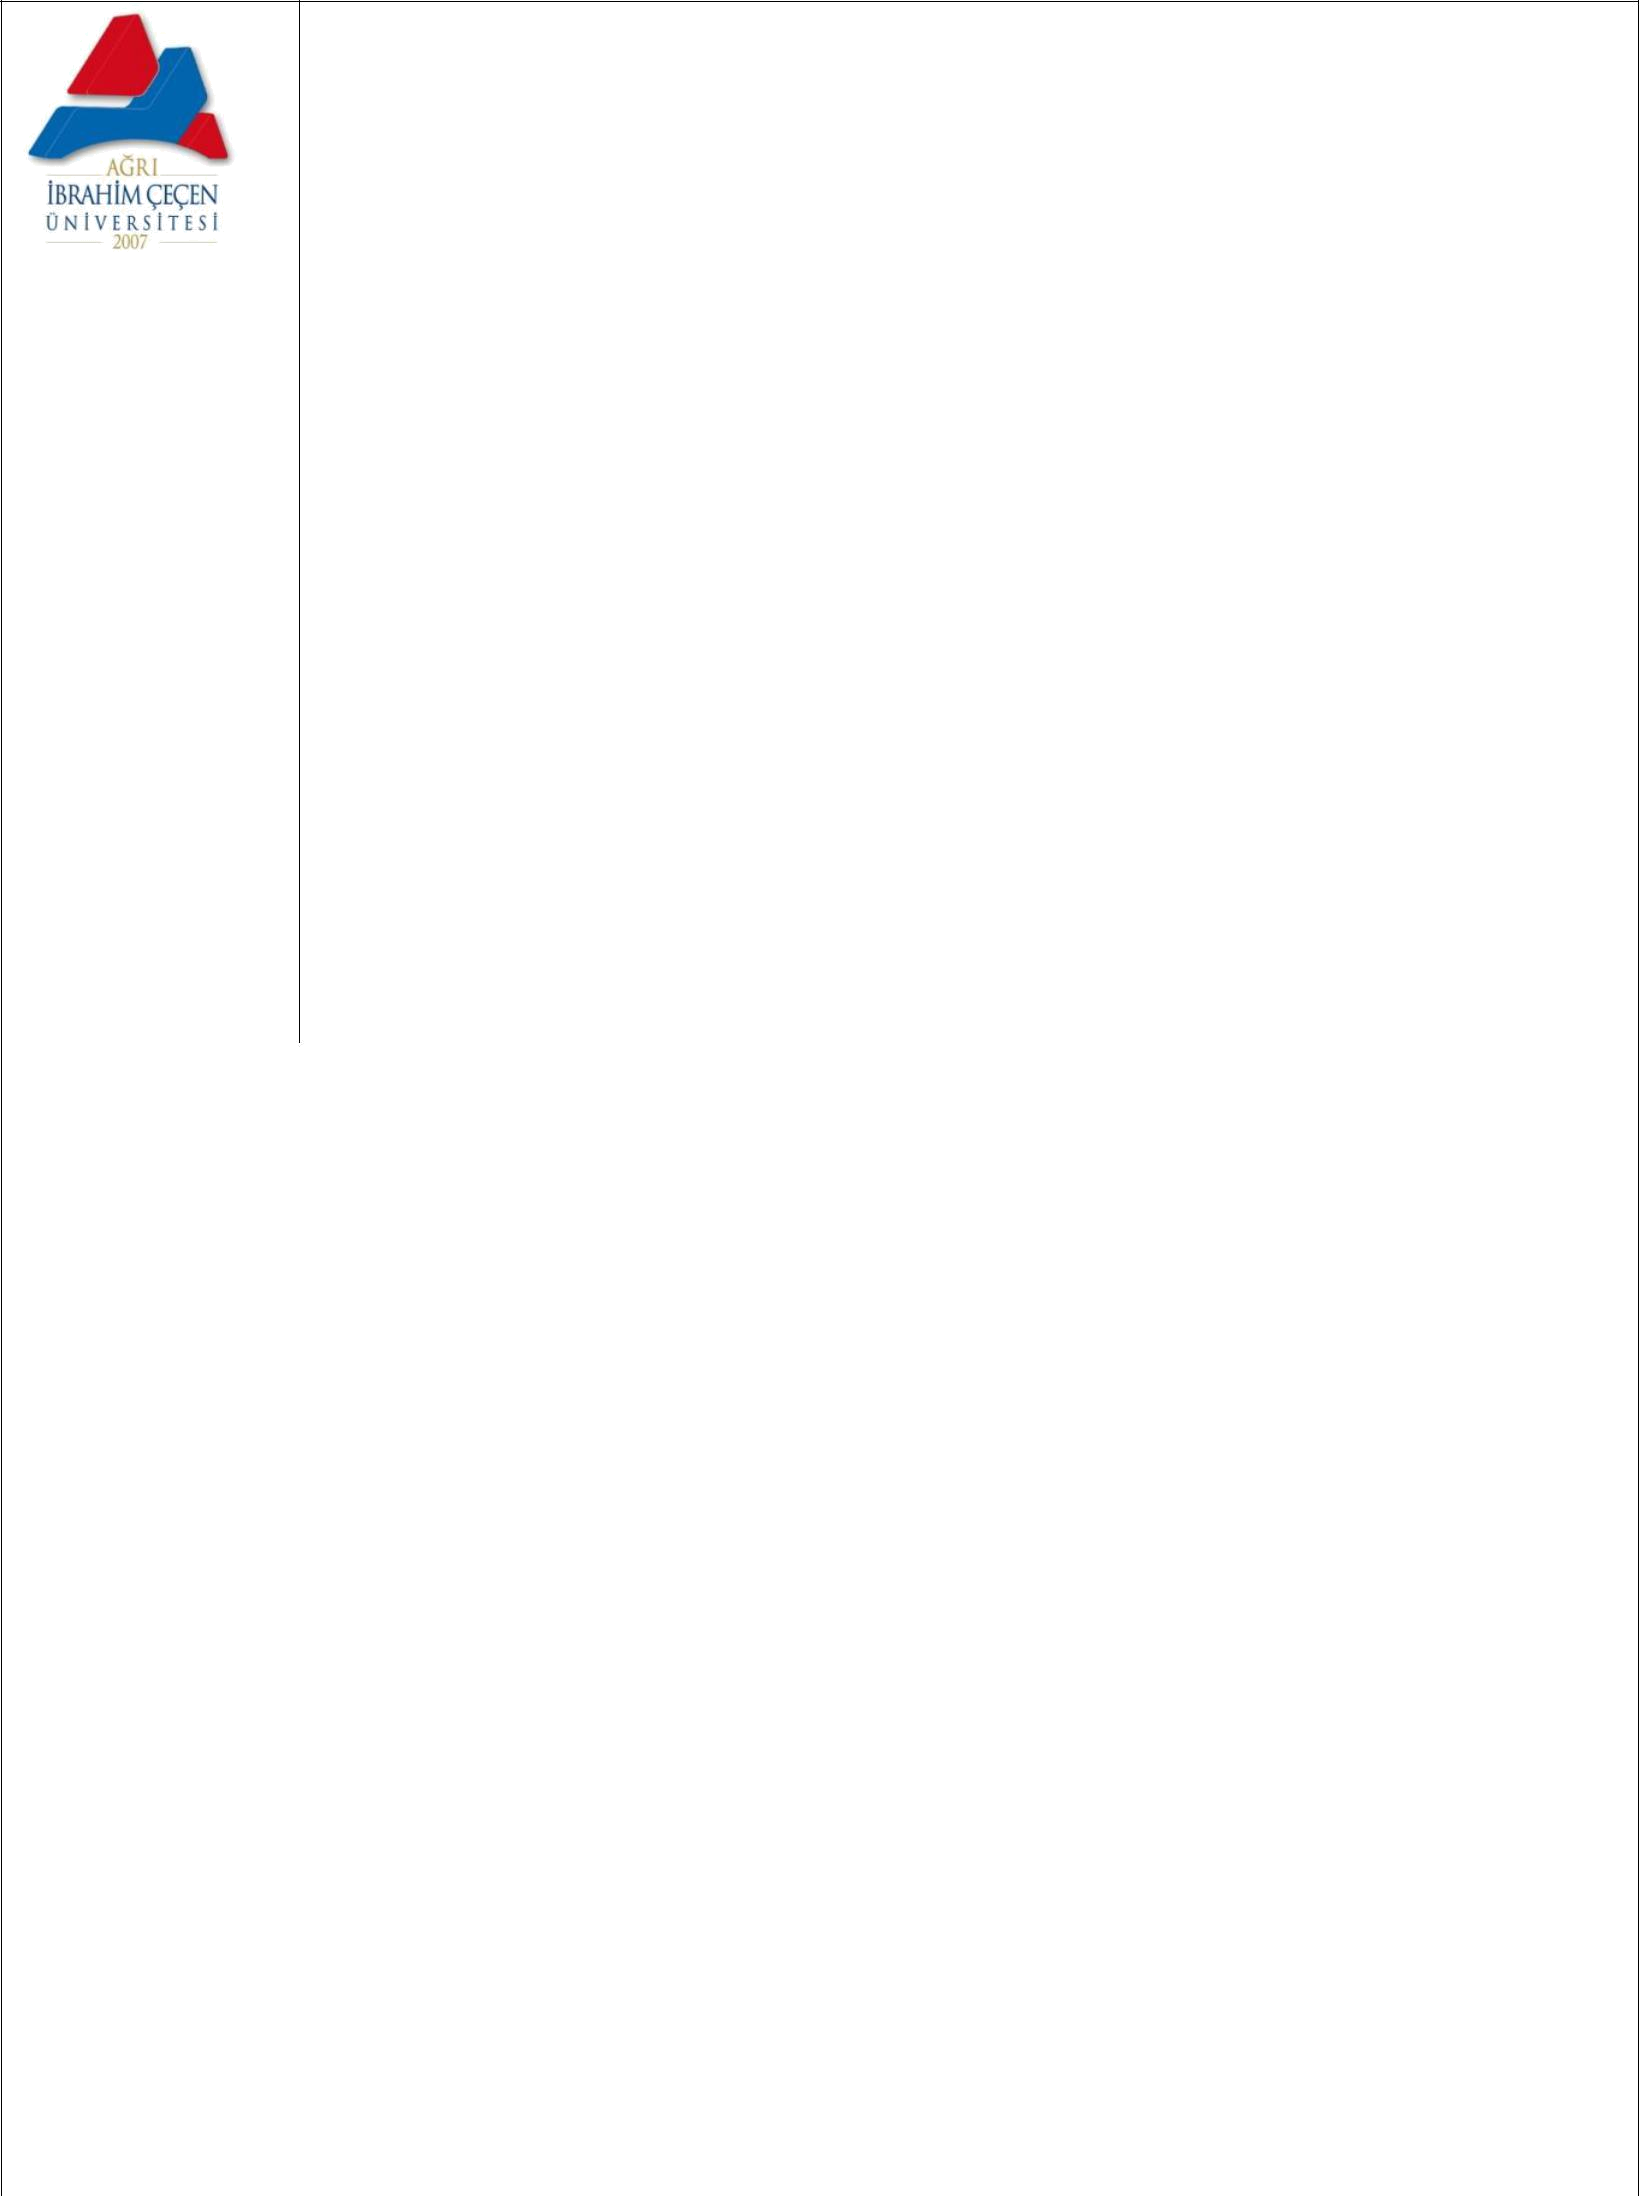 AĞRI
İBRAHİM ÇEÇEN
ÜNİVERSİTESİ
2007